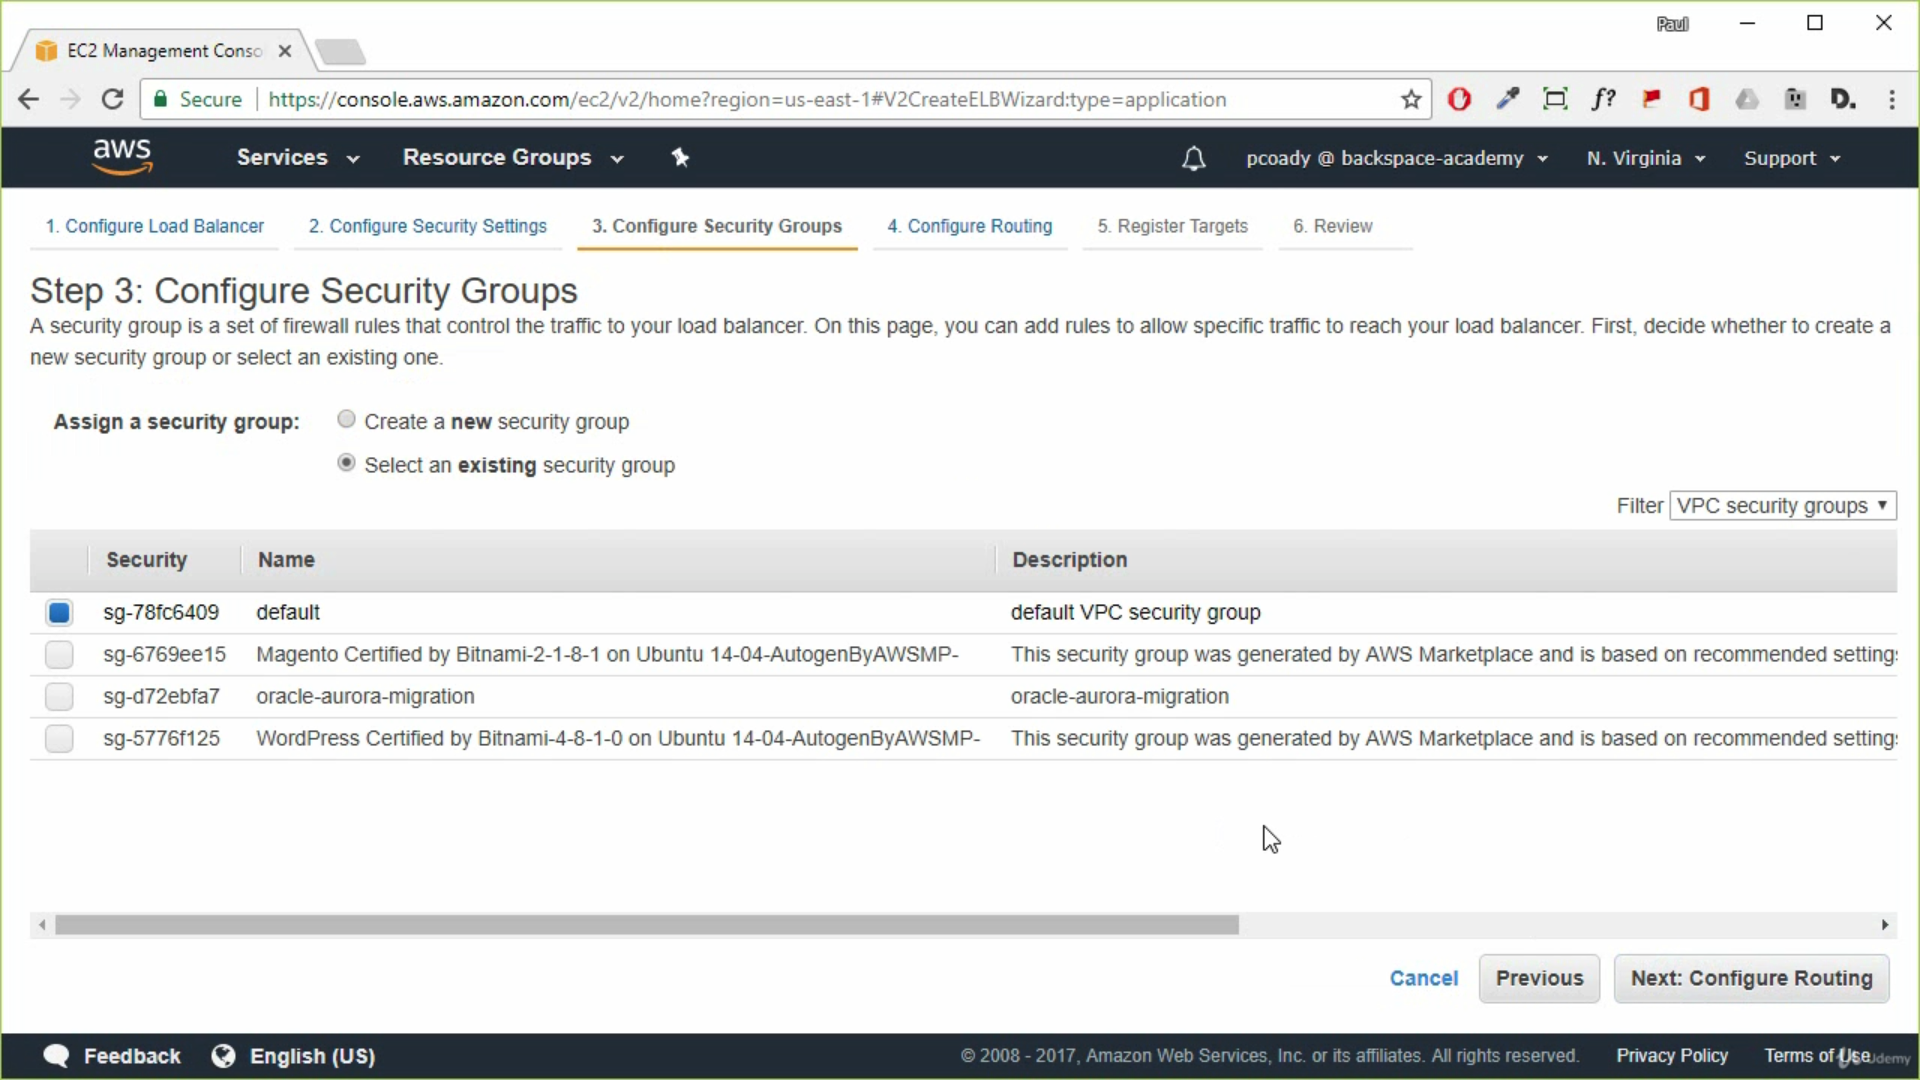 Paul
EC2 Management Conso
Secure https://console.aws.amazon.com/ec2/v2/home?region=us-east-1#V2CreateELBWizard:type=application
f?
D.
aws Services Resource Groups pcoady @ backspace-academy N. Virginia Support
1. Configure Load Balancer 2. Configure Security Settings 3. Configure Security Groups 4. Configure Routing 5. Register Targets 6. Review
Step 3: Configure Security Groups
A security group is a set of firewall rules that control the traffic to your load balancer. On this page, you can add rules to allow specific traffic to reach your load balancer. First, decide whether to create a
new security group or select an existing one.
Assign a security group: Create a new security group
Select an existing security group
Filter VPC security groups
Security Name Description
sg-78fc6409 default default VPC security group
sg-6769ee15 Magento Certified by Bitnami-2-1-8-1 on Ubuntu 14-04-AutogenByAWSMP- This security group was generated by AWS Marketplace and is based on recommended settings
sg-d72ebfa7 oracle-aurora-migration oracle-aurora-migration
sg-5776f125 WordPress Certified by Bitnami-4-8-1-0 on Ubuntu 14-04-AutogenByAWSMP- This security group was generated by AWS Marketplace and is based on recommended settings
Cancel Previous Next: Configure Routing
Feedback English (US) © 2008 - 2017, Amazon Web Services, Inc. or its affiliates. All rights reserved. Privacy Policy Terms of Use
Udemy